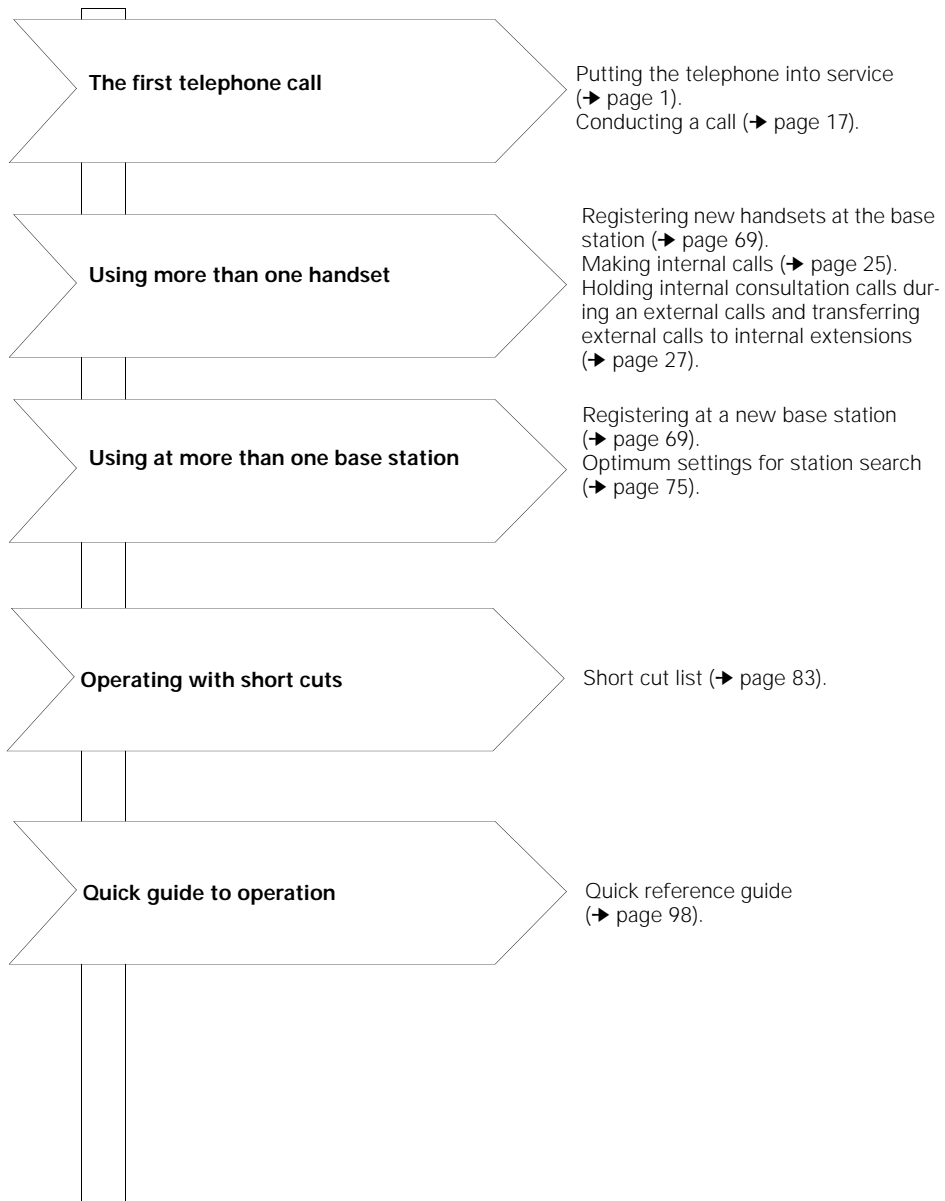 The first telephone call
Putting the telephone into service
(➔ page 1).
Conducting a call (➔ page 17).
Using more than one handset
Registering new handsets at the base
station (➔ page 69).
Making internal calls (➔ page 25).
Holding internal consultation calls dur-
ing an external calls and transferring
external calls to internal extensions
(➔ page 27).
Using at more than one base station
Registering at a new base station
(➔ page 69).
Optimum settings for station search
(➔ page 75).
Operating with short cuts
Short cut list (➔ page 83).
Quick guide to operation
Quick reference guide
(➔ page 98).